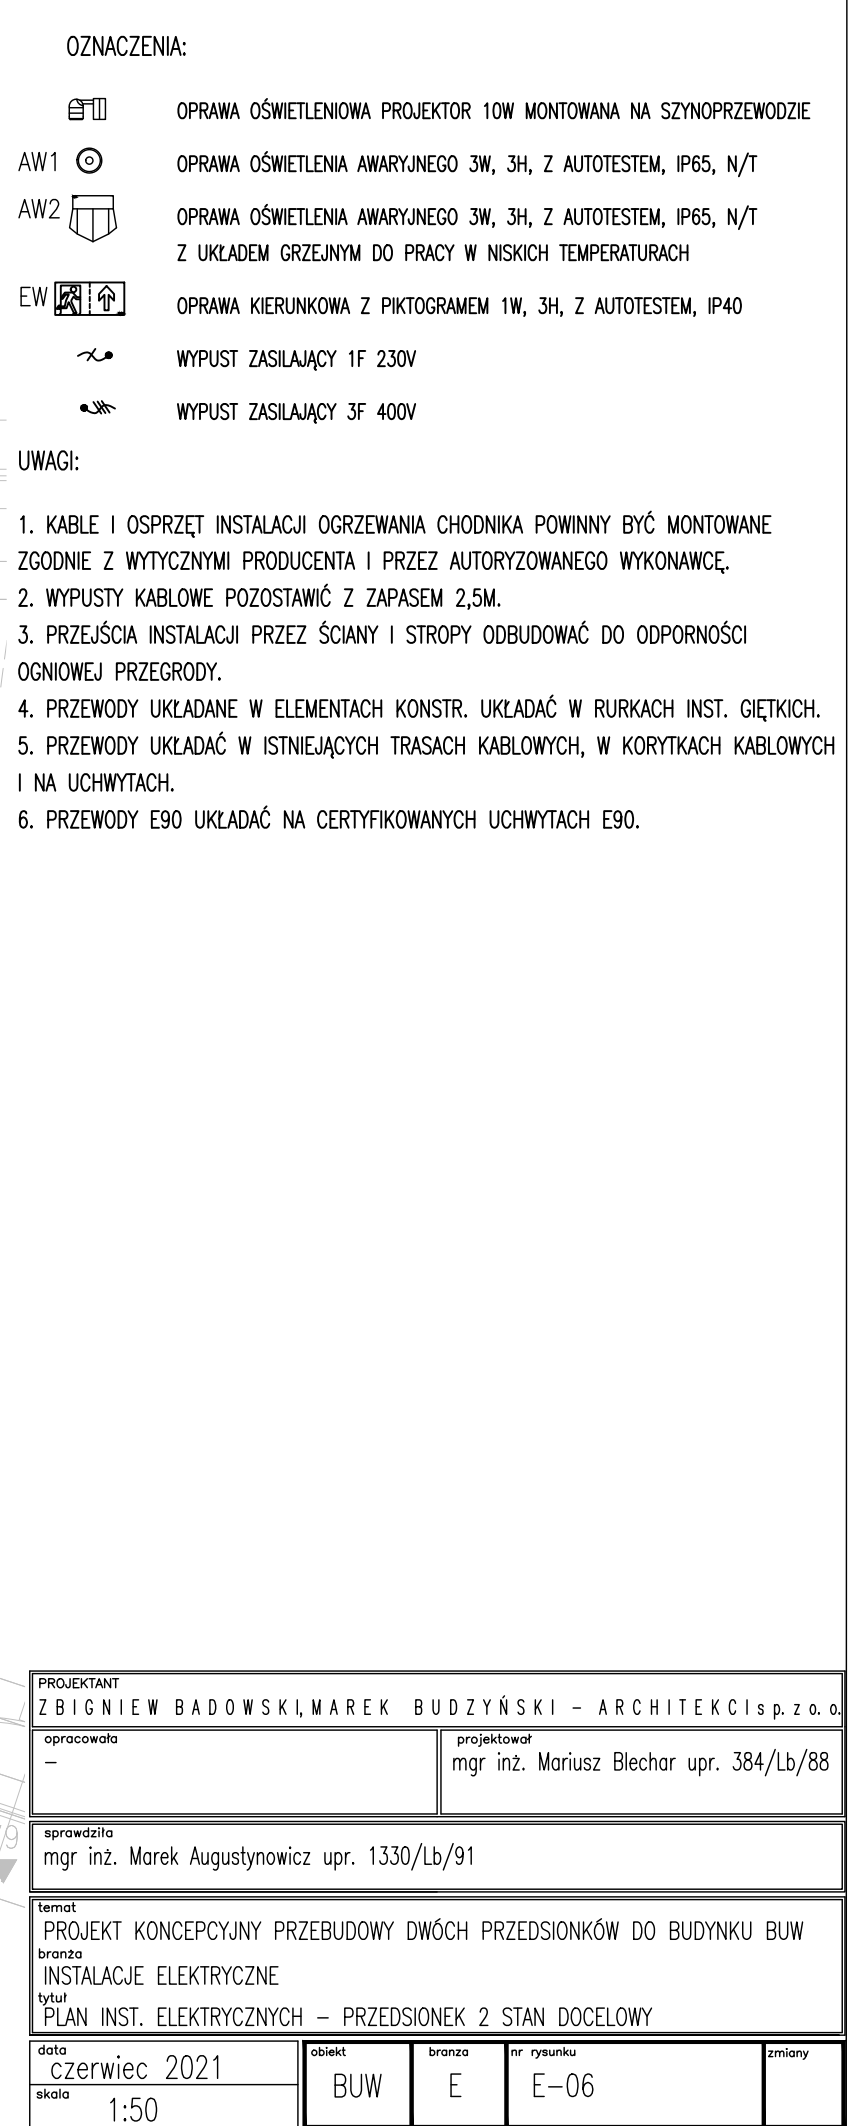 OZNACZENIA:
OPRAWA OŚWIETLENIOWA PROJEKTOR 10W MONTOWANA NA SZYNOPRZEWODZIE
AW1 OPRAWA OŚWIETLENIA AWARYJNEGO 3W, 3H, Z AUTOTESTEM, IP65, N/T
AW2 OPRAWA OŚWIETLENIA AWARYJNEGO 3W, 3H, Z AUTOTESTEM, IP65, N/T
Z UKŁADEM GRZEJNYM DO PRACY W NISKICH TEMPERATURACH
EW OPRAWA KIERUNKOWA Z PIKTOGRAMEM 1W, 3H, Z AUTOTESTEM, IP40
WYPUST ZASILAJĄCY 1F 230V
WYPUST ZASILAJĄCY 3F 400V
UWAGI:
1. KABLE I OSPRZĘT INSTALACJI OGRZEWANIA CHODNIKA POWINNY BYĆ MONTOWANE
ZGODNIE Z WYTYCZNYMI PRODUCENTA I PRZEZ AUTORYZOWANEGO WYKONAWCĘ.
2. WYPUSTY KABLOWE POZOSTAWIĆ Z ZAPASEM 2,5M.
3. PRZEJŚCIA INSTALACJI PRZEZ ŚCIANY I STROPY ODBUDOWAĆ DO ODPORNOŚCI
OGNIOWEJ PRZEGRODY.
4. PRZEWODY UKŁADANE W ELEMENTACH KONSTR. UKŁADAĆ W RURKACH INST. GIĘTKICH.
5. PRZEWODY UKŁADAĆ W ISTNIEJĄCYCH TRASACH KABLOWYCH, W KORYTKACH KABLOWYCH
I NA UCHWYTACH.
6. PRZEWODY E90 UKŁADAĆ NA CERTYFIKOWANYCH UCHWYTACH E90.
PROJEKTANT
ZBIGNIEW BADOWSKI, MAREK BUDZYŃSKI – ARCHITEKCI sp. z o. o.
opracowała
–
projektował
mgr inż. Mariusz Blechar upr. 384/Lb/88
sprawdziła
mgr inż. Marek Augustynowicz upr. 1330/Lb/91
temat
PROJEKT KONCEPCYJNY PRZEBUDOWY DWÓCH PRZEDSIONKÓW DO BUDYNKU BUW
branża
INSTALACJE ELEKTRYCZNE
tytuł
PLAN INST. ELEKTRYCZNYCH – PRZEDSIONEK 2 STAN DOCELOWY
data
czerwiec 2021
skala
1:50
obiekt
BUW
branza
E
nr rysunku
E–06
zmiany